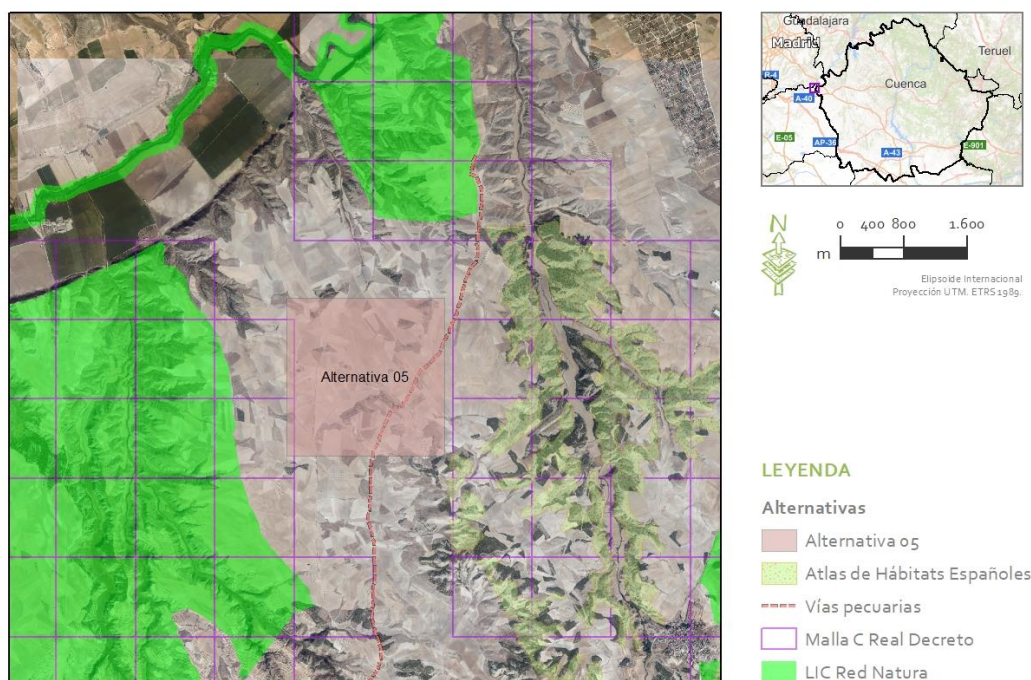 Alternativa 05
Guadalajara
Madrid
Teruel
R-4
Cuenca
A-40
E-05
AP-36
A-43
E-901
N
0 400 800 1.600
m
Elipsoide Internacional
Proyección UTM. ETRS 1989.
LEYENDA
Alternativas
Alternativa 05
Atlas de Hábitats Españoles
Vías pecuarias
Malla C Real Decreto
LIC Red Natura